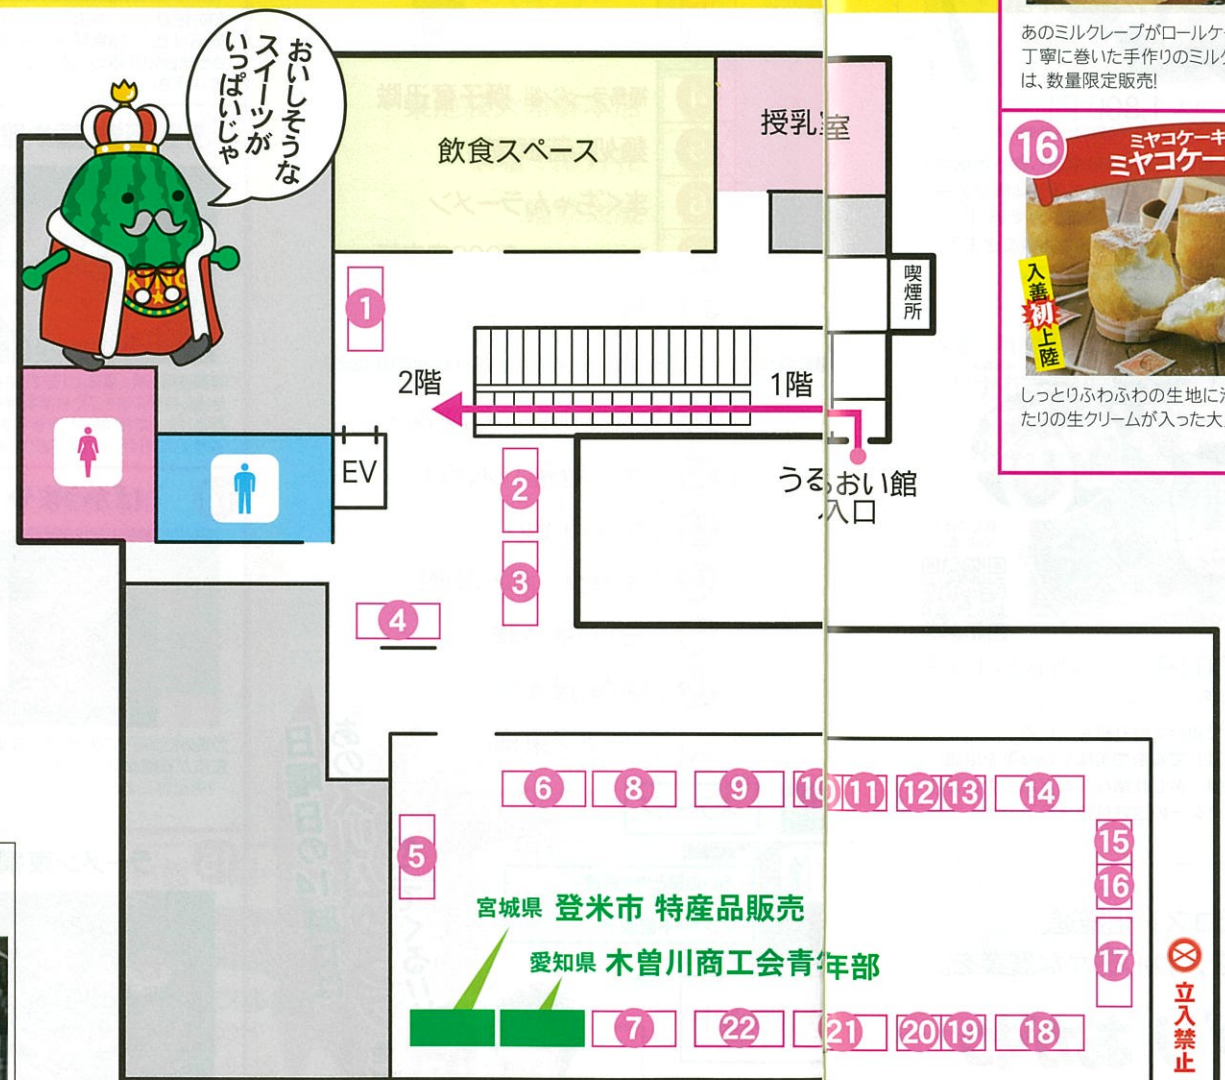 おいしそうな
スイーツが
いっぱいじゃ
KING
飲食スペース
授乳室
喫煙所
2階
1階
EV
うるおい館
入口
1
2
3
4
5
6
8
9
10
11
12
13
14
15
16
17
宮城県 登米市 特産品販売
愛知県 木曽川商工会青年部
7
22
21
20
19
18
立入禁止
あのミルクレープがロールケ
丁寧に巻いた手作りのミル
は、数量限定販売!
16
ミヤコケーキ
ミヤコケー
入善初上陸
しっとりふわふわの生地に
たりの生クリームが入った大